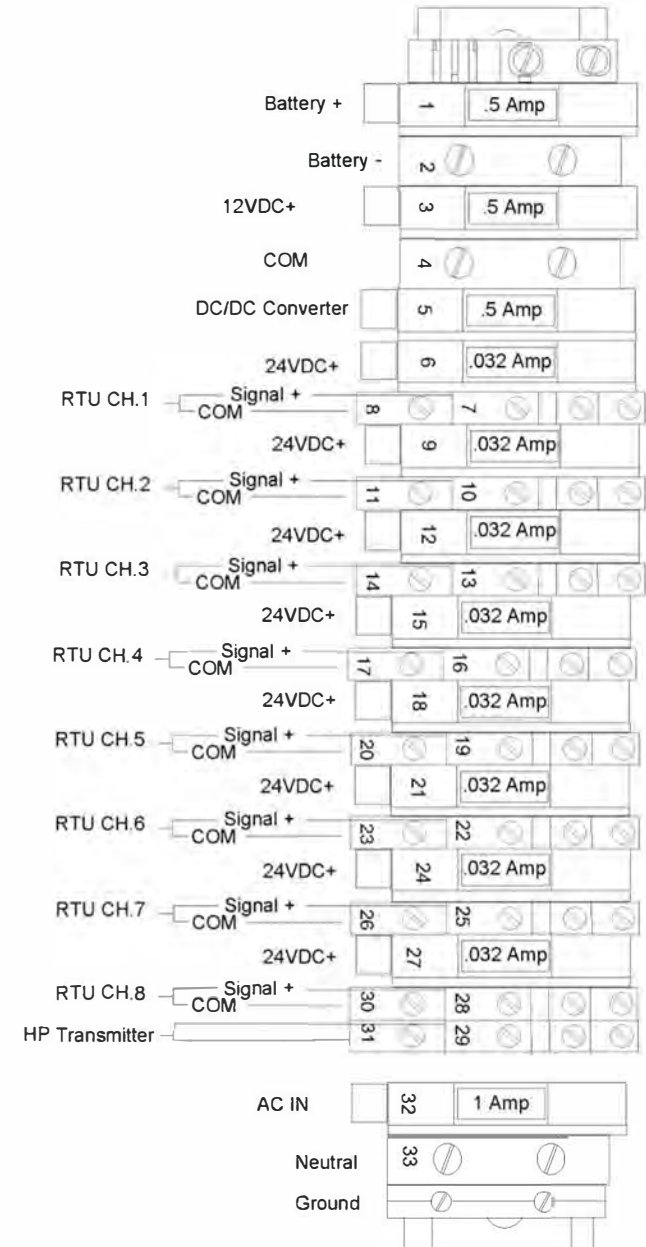 Battery + 1 .5 Amp
Battery - 2
12VDC+ 3 .5 Amp
COM 4
DC/DC Converter 5 .5 Amp
24VDC+ 6 .032 Amp
RTU CH.1 Signal + COM 8 7
24VDC+ 9 .032 Amp
RTU CH.2 Signal + COM 11 10
24VDC+ 12 .032 Amp
RTU CH.3 Signal + COM 14 13
24VDC+ 15 .032 Amp
RTU CH.4 Signal + COM 17 16
24VDC+ 18 .032 Amp
RTU CH.5 Signal + COM 20 19
24VDC+ 21 .032 Amp
RTU CH.6 Signal + COM 23 22
24VDC+ 24 .032 Amp
RTU CH.7 Signal + COM 26 25
24VDC+ 27 .032 Amp
RTU CH.8 Signal + COM 30 28
HP Transmitter 31 29
AC IN 32 1 Amp
Neutral 33
Ground